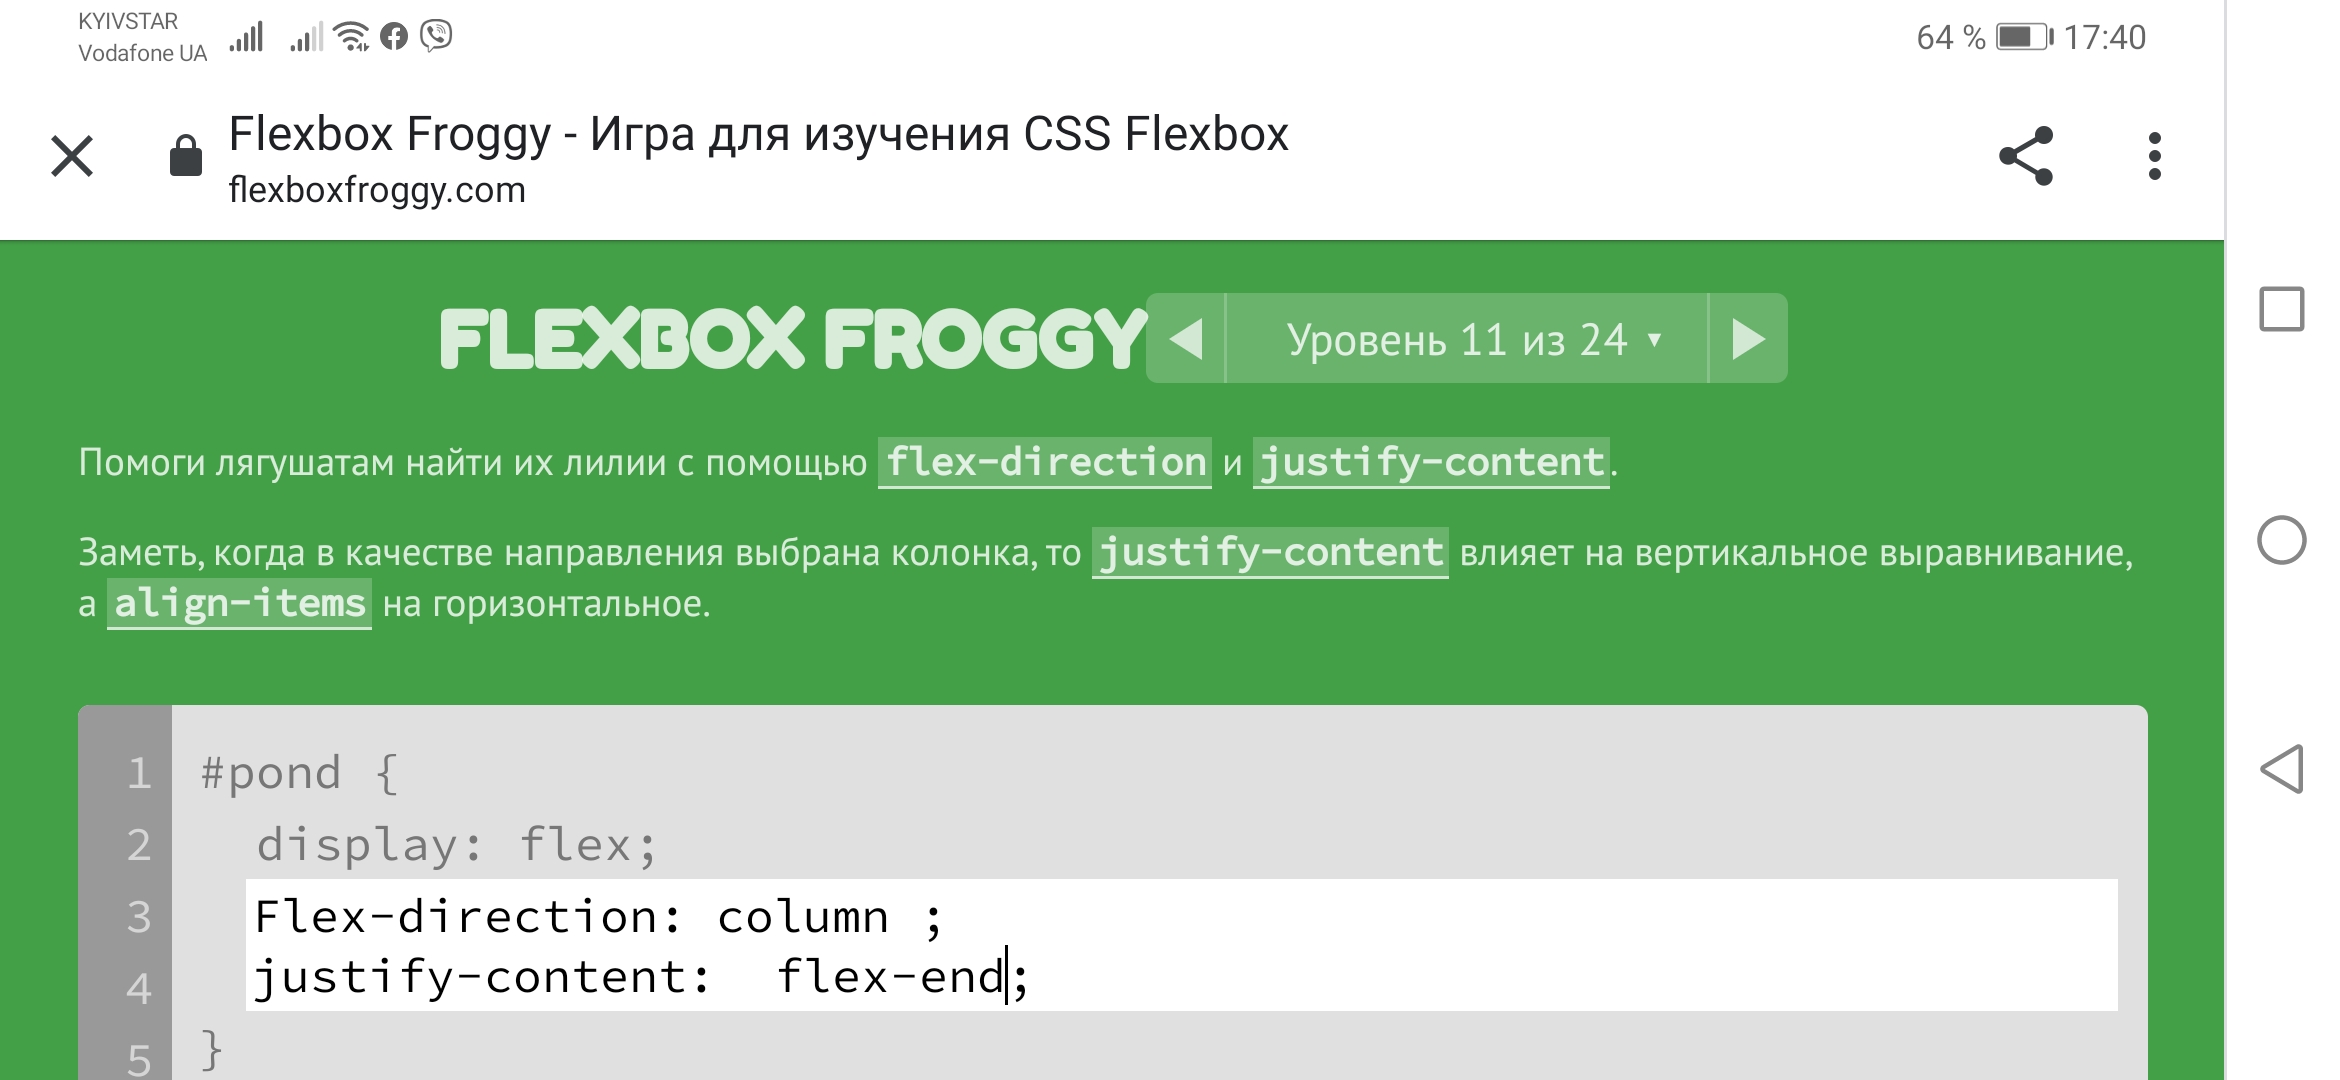 KYIVSTAR
Vodafone UA
64 % 17:40
Flexbox Froggy - Игра для изучения CSS Flexbox
flexboxfroggy.com
FLEXBOX FROGGY
Уровень 11 из 24 ▾
Помоги лягушатам найти их лилии с помощью flex-direction и justify-content.
Заметь, когда в качестве направления выбрана колонка, то justify-content влияет на вертикальное выравнивание,
а align-items на горизонтальное.
1 #pond {
2 display: flex;
3 Flex-direction: column ;
4 justify-content:  flex-end;
5 }